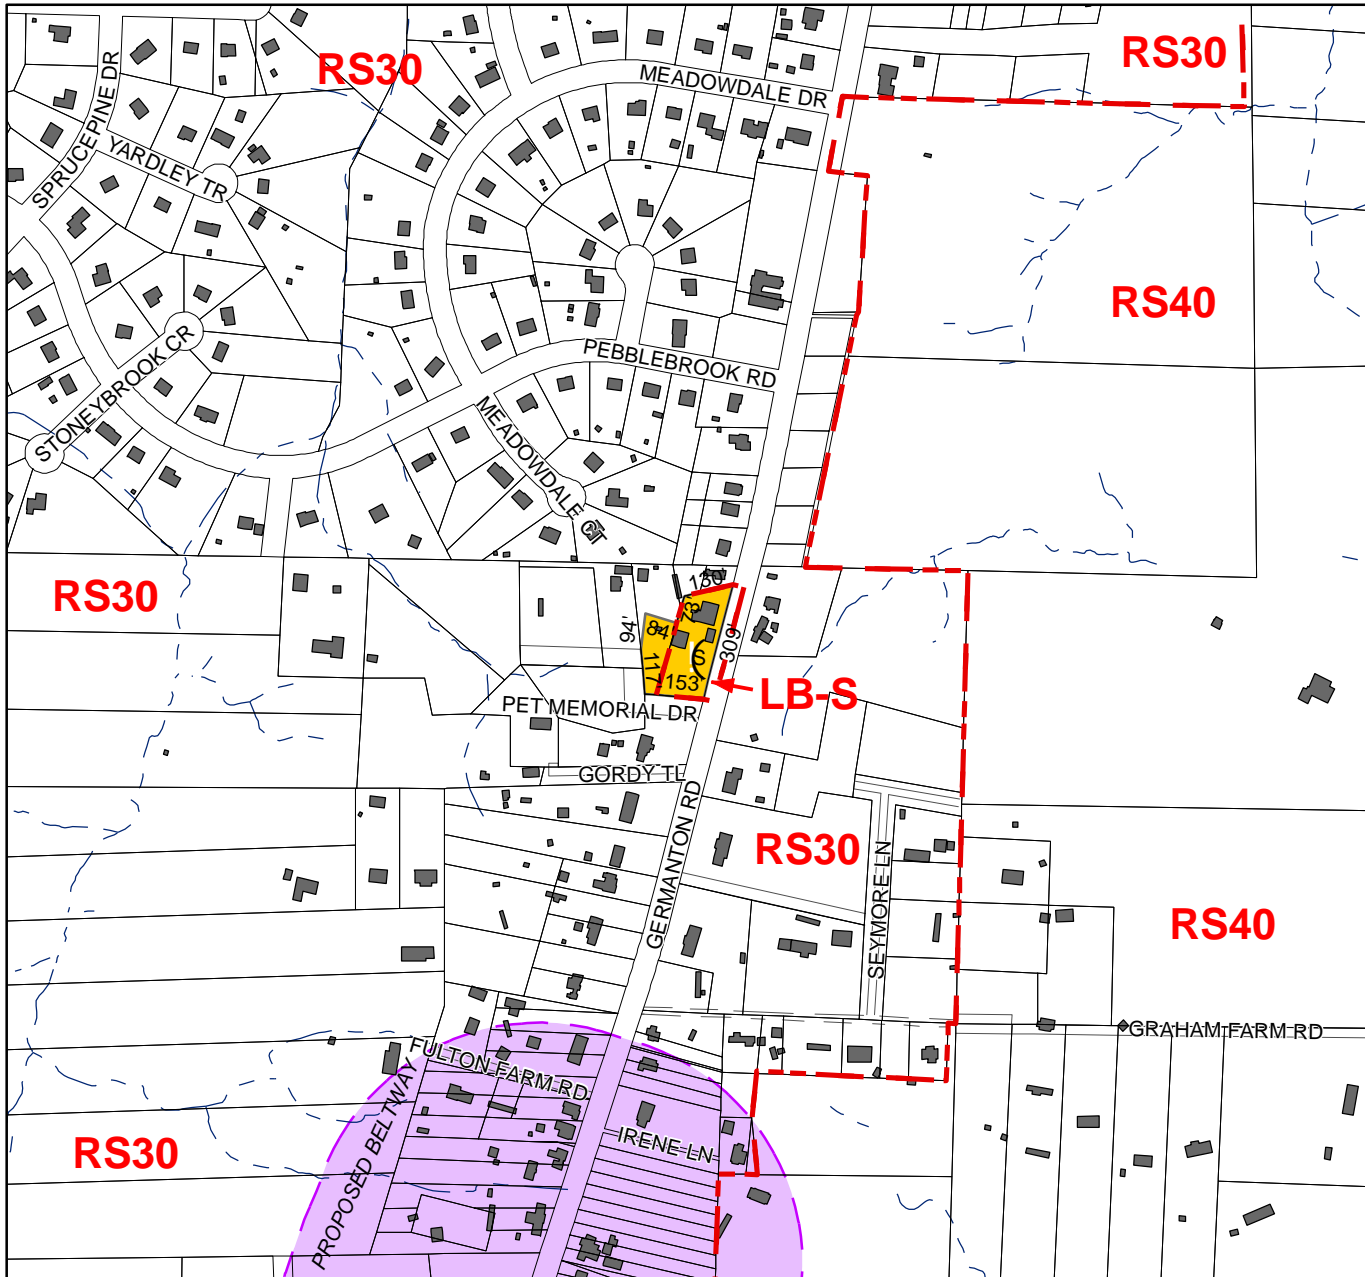 RS30
RS30
MEADOWDALE DR
SPRUCEPINE DR
YARDLEY TR
RS40
STONEYBROOK CR
PEBBLEBROOK RD
MEADOWDALE CT
RS30
130'
73'
84'
94'
309'
S
117'
153'
LB-S
PET MEMORIAL DR
GORDY TL
GERMANTON RD
RS30
SEYMORE LN
RS40
GRAHAM FARM RD
FULTON FARM RD
PROPOSED BELTWAY
IRENE LN
RS30